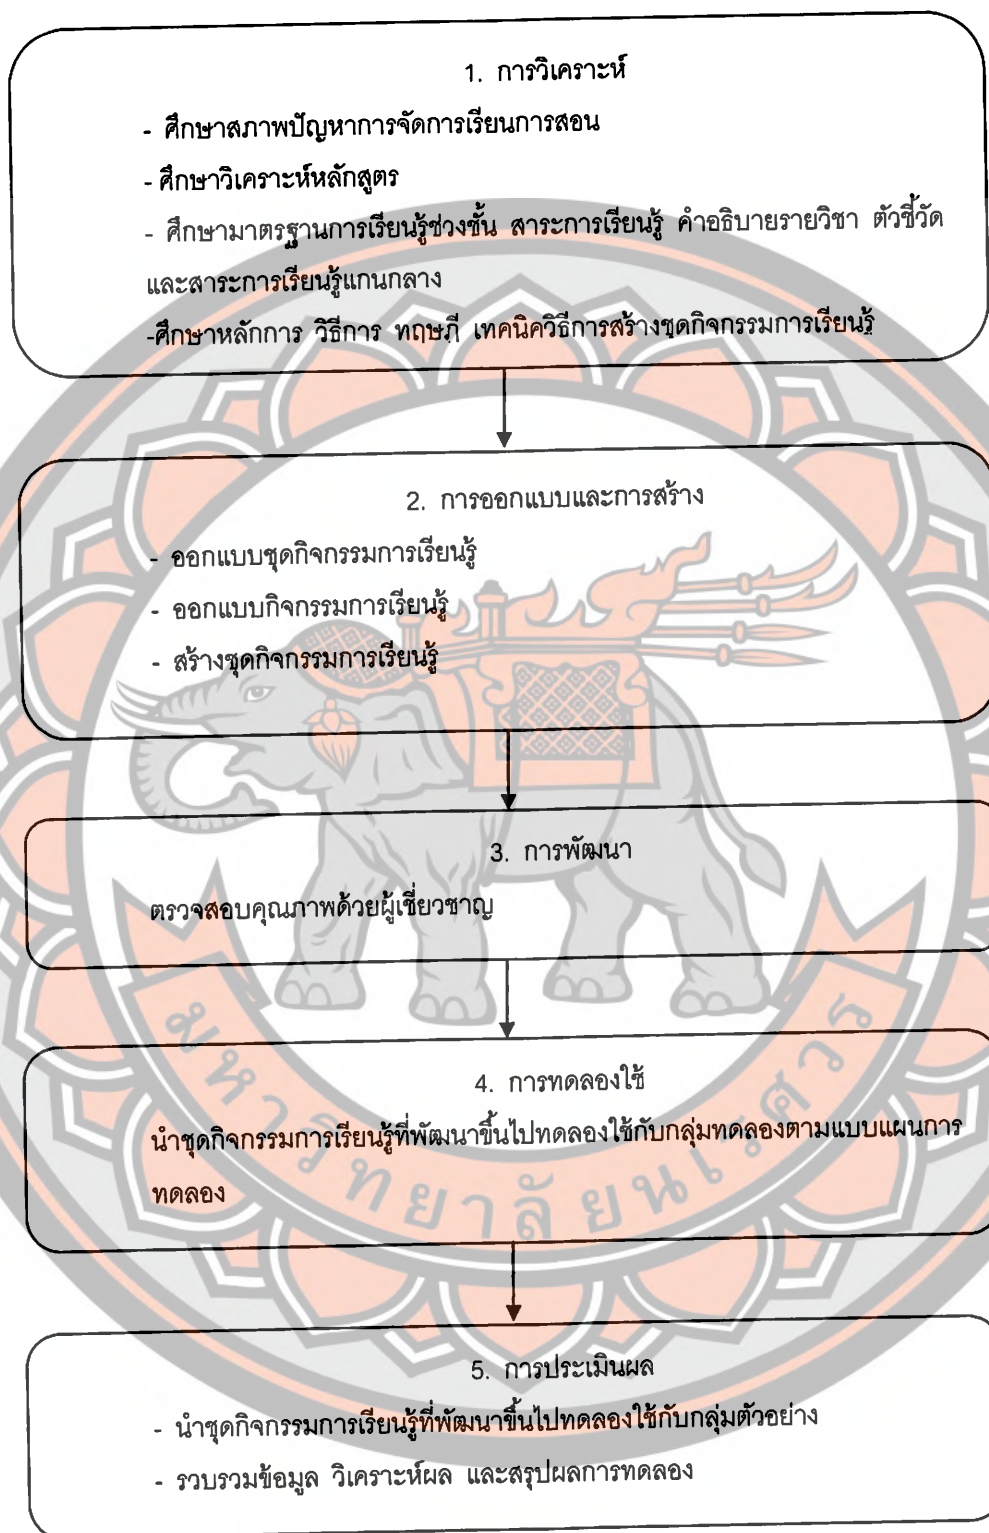 1. การวิเคราะห์
- ศึกษาสภาพปัญหาการจัดการเรียนการสอน
- ศึกษาวิเคราะห์หลักสูตร
- ศึกษามาตรฐานการเรียนรู้ช่วงชั้น สาระการเรียนรู้ คำอธิบายรายวิชา ตัวชี้วัด
และสาระการเรียนรู้แกนกลาง
-ศึกษาหลักการ วิธีการ ทฤษฎี เทคนิควิธีการสร้างชุดกิจกรรมการเรียนรู้
2. การออกแบบและการสร้าง
- ออกแบบชุดกิจกรรมการเรียนรู้
- ออกแบบกิจกรรมการเรียนรู้
- สร้างชุดกิจกรรมการเรียนรู้
3. การพัฒนา
ตรวจสอบคุณภาพด้วยผู้เชี่ยวชาญ
4. การทดลองใช้
นำชุดกิจกรรมการเรียนรู้ที่พัฒนาขึ้นไปทดลองใช้กับกลุ่มทดลองตามแบบแผนการ
ทดลอง
มหาวิทยาลัยนเรศวร
5. การประเมินผล
- นำชุดกิจกรรมการเรียนรู้ที่พัฒนาขึ้นไปทดลองใช้กับกลุ่มตัวอย่าง
- รวบรวมข้อมูล วิเคราะห์ผล และสรุปผลการทดลอง